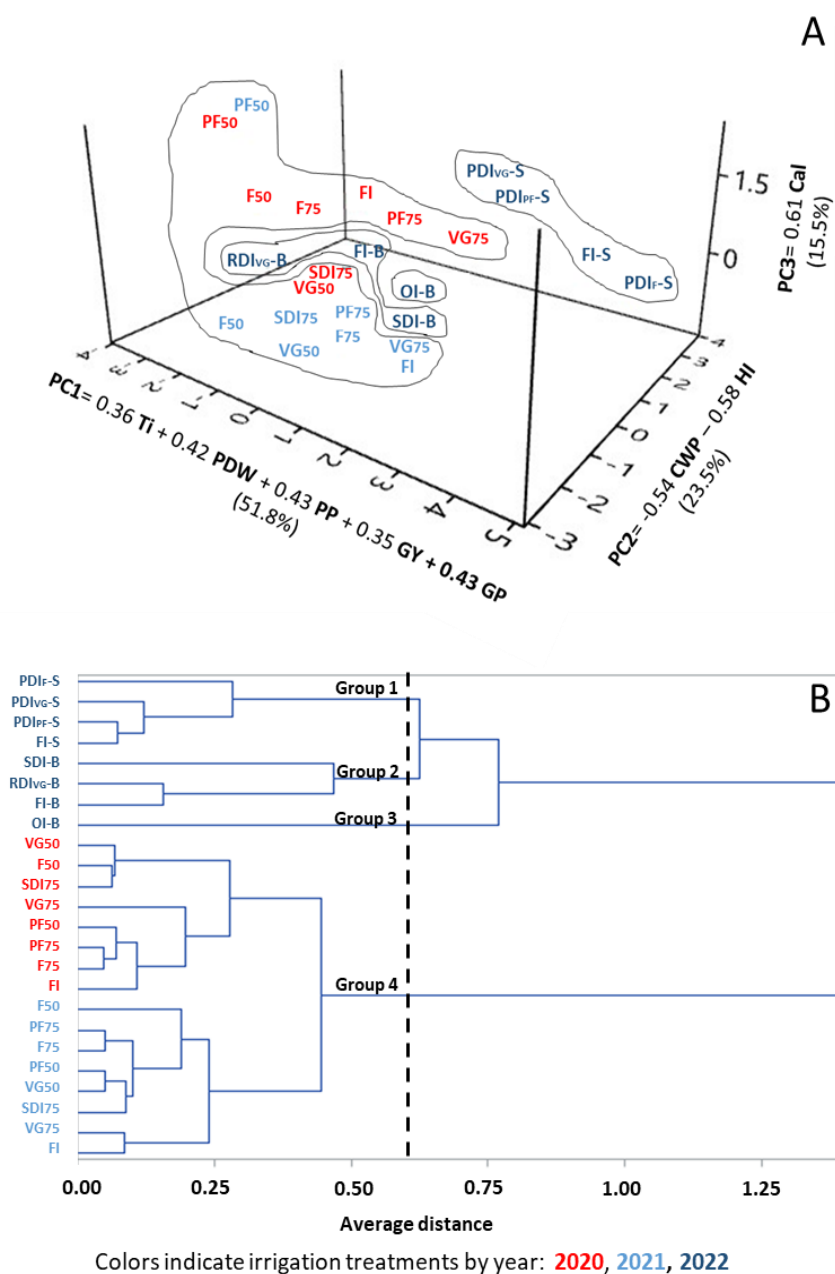 A
PF50
PF50
F50
F75
FI
PF75
VG75
PDIVG-S
PDIPF-S
FI-S
PDIF-S
RDIVG-B
FI-B
OI-B
SDI-B
SDI75
VG50
F50
SDI75
PF75
F75
VG50
VG75
FI
1.5
0
PC3= 0.61 Cal
(15.5%)
4
3
2
1
0
-1
-2
-3
PC2= -0.54 CWP – 0.58 HI
(23.5%)
-4
-3
-2
-1
0
1
2
3
4
5
PC1= 0.36 Ti + 0.42 PDW + 0.43 PP + 0.35 GY + 0.43 GP
(51.8%)
B
PDIF-S
PDIVG-S
PDIPF-S
FI-S
SDI-B
RDIVG-B
FI-B
OI-B
VG50
F50
SDI75
VG75
PF50
PF75
F75
FI
F50
PF75
F75
PF50
VG50
SDI75
VG75
FI
Group 1
Group 2
Group 3
Group 4
0.00 0.25 0.50 0.75 1.00 1.25
Average distance
Colors indicate irrigation treatments by year: 2020, 2021, 2022